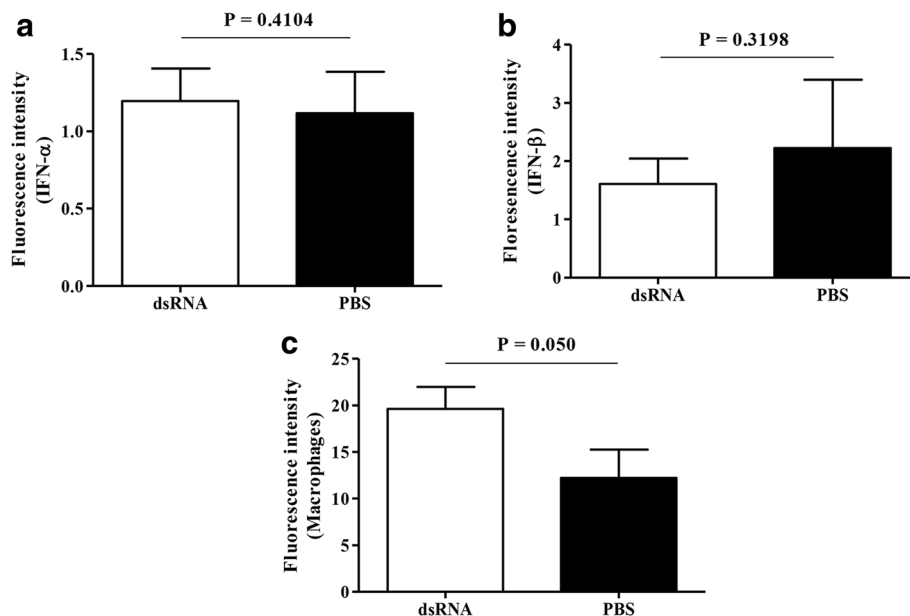 a
P = 0.4104
Fluorescence intensity
(IFN-α)
1.5
1.0
0.5
0.0
dsRNA
PBS
b
P = 0.3198
Floresence intensity
(IFN-β)
4
3
2
1
0
dsRNA
PBS
c
P = 0.050
Fluorescence intensity
(Macrophages)
25
20
15
10
5
0
dsRNA
PBS